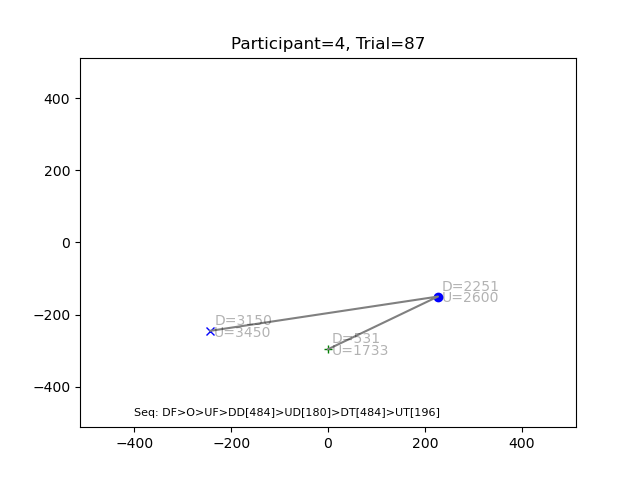 Participant=4, Trial=87
400
200
0
−200
−400
D=2251
U=2600
D=3150
U=3450
D=531
U=1733
Seq: DF>O>UF>DD[484]>UD[180]>DT[484]>UT[196]
−400
−200
0
200
400